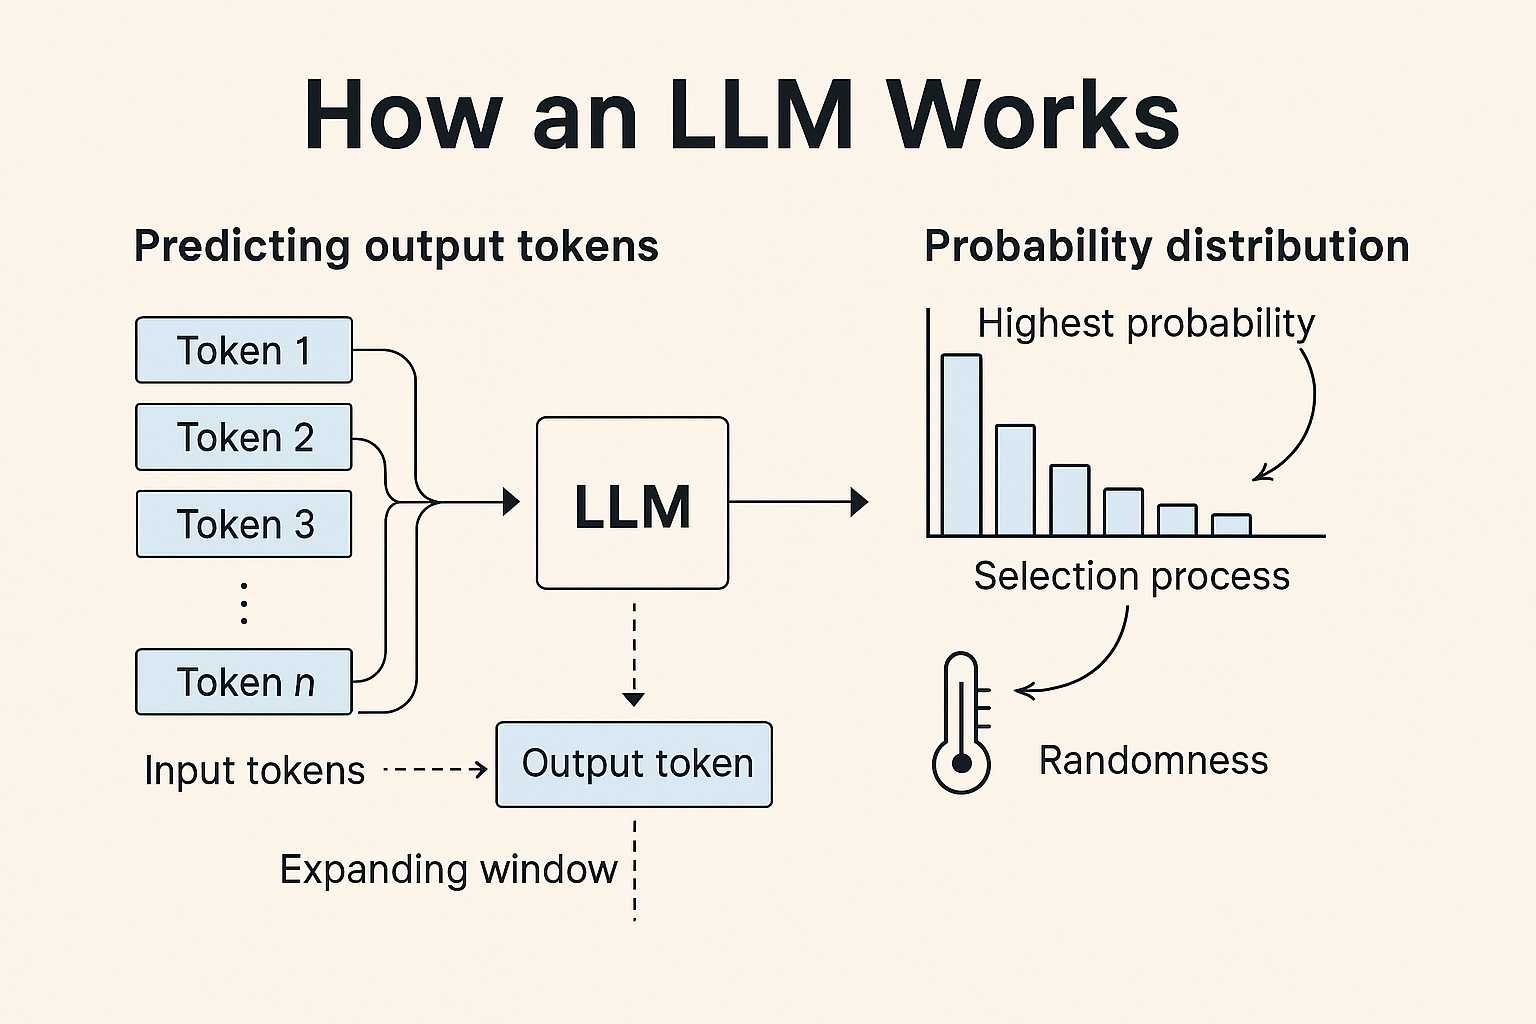 How an LLM Works
Predicting output tokens
Token 1
Token 2
Token 3
Token n
Input tokens
LLM
Output token
Expanding window
Probability distribution
Highest probability
Selection process
Randomness